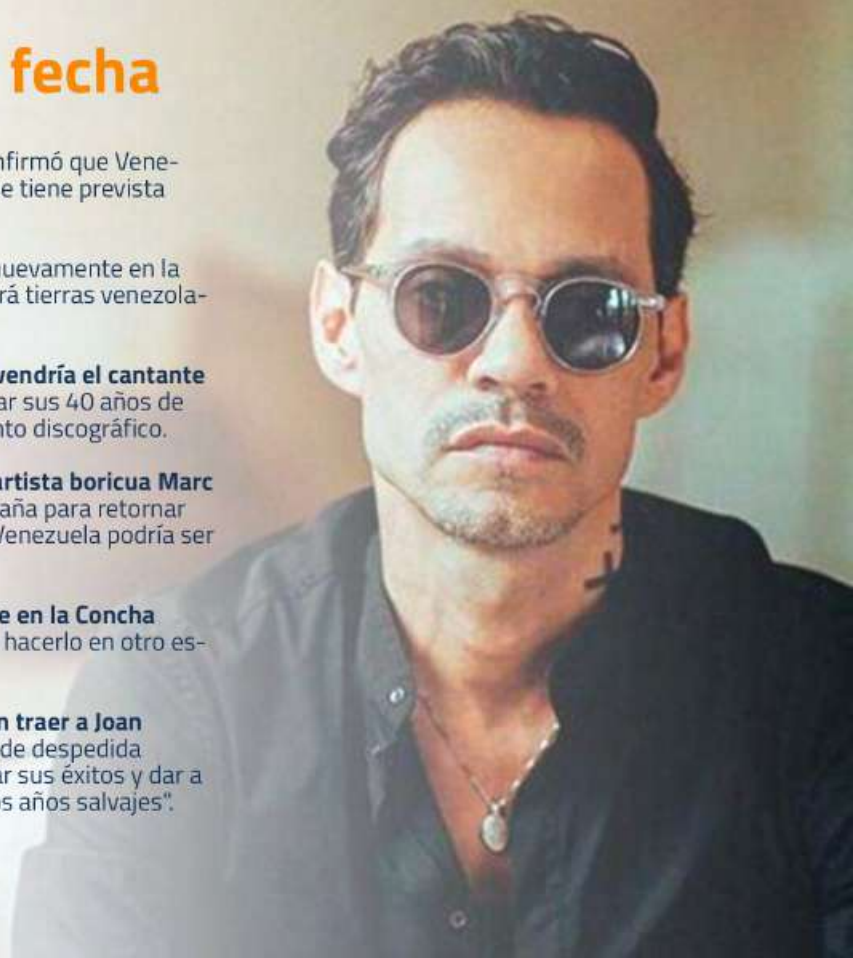 fecha
nfirmó que Vene-
e tiene prevista
uevamente en la
rá tierras venezola-
vendría el cantante
ar sus 40 años de
nto discográfico.
artista boricua Marc
aña para retornar
Venezuela podría ser
e en la Concha
hacerlo en otro es-
n traer a Joan
de despedida
ar sus éxitos y dar a
s años salvajes".